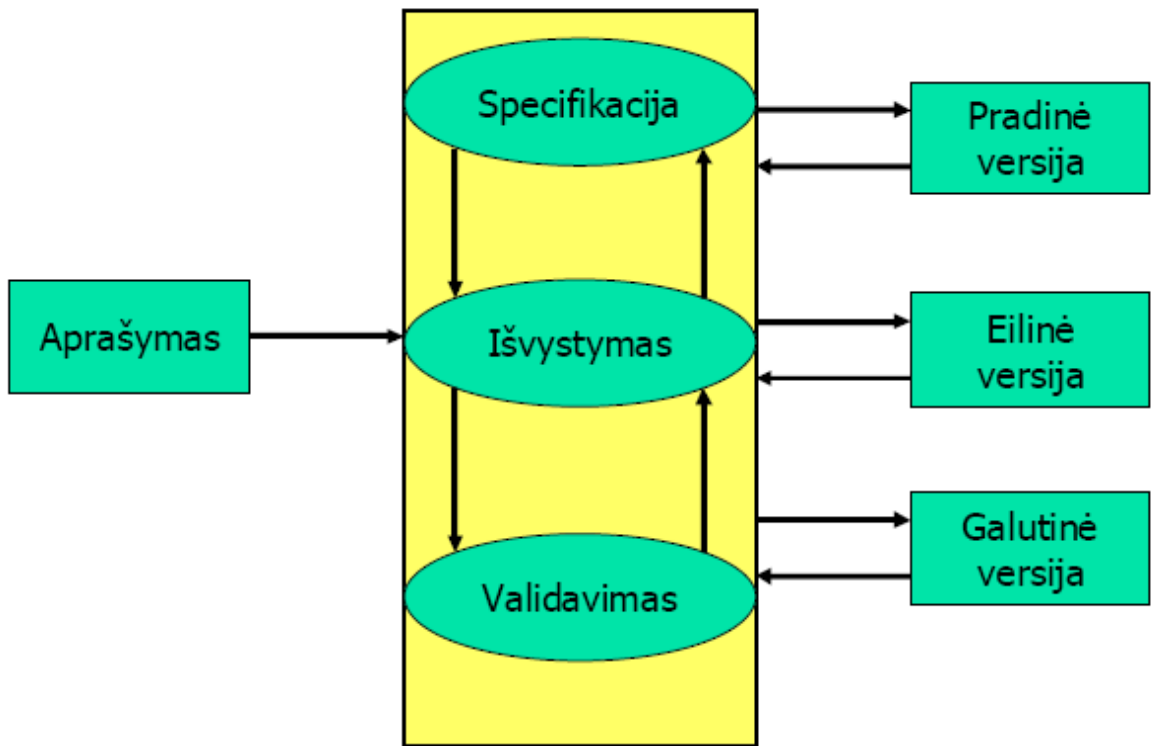 Specifikacija
Pradinė
versija
Aprašymas
Išvystymas
Eilinė
versija
Validavimas
Galutinė
versija